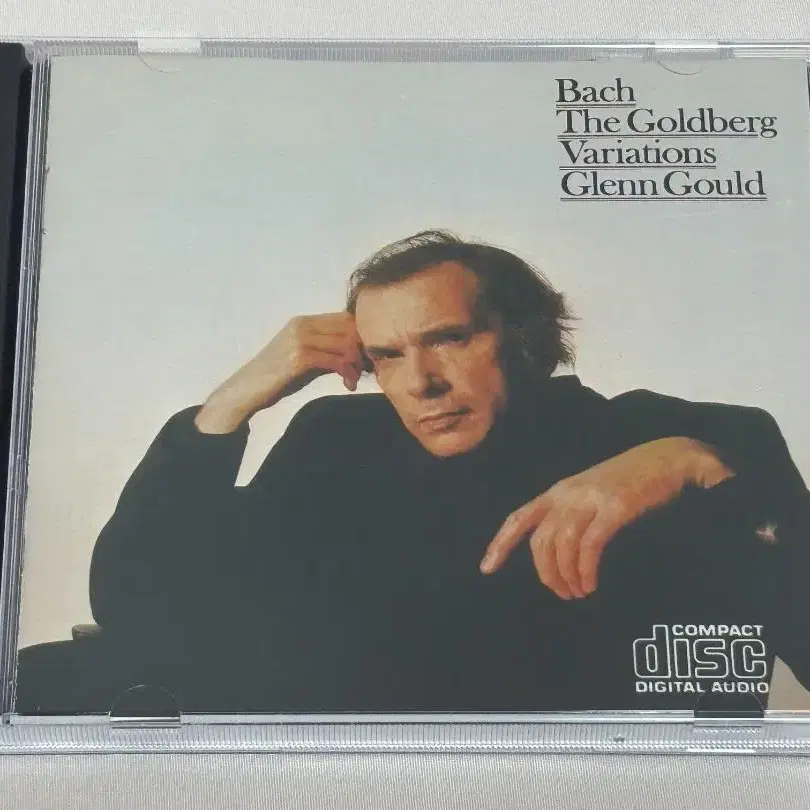 Bach
The Goldberg
Variations
Glenn Gould
COMPACT
disc
DIGITAL AUDIO